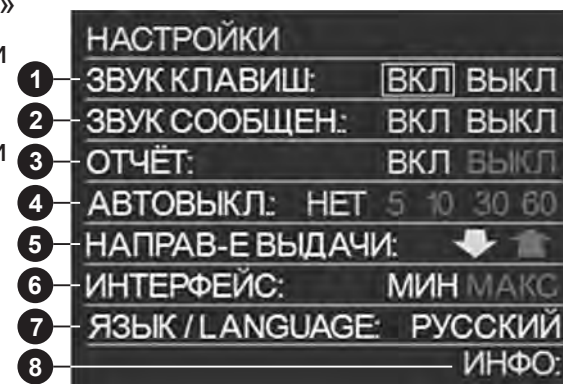 »
и
и
НАСТРОЙКИ
1 ЗВУК КЛАВИШ: ВКЛ ВЫКЛ
2 ЗВУК СООБЩЕН.: ВКЛ ВЫКЛ
3 ОТЧЁТ: ВКЛ ВЫКЛ
4 АВТОВЫКЛ.: НЕТ 5 10 30 60
5 НАПРАВ-Е ВЫДАЧИ:
6 ИНТЕРФЕЙС: МИН МАКС
7 ЯЗЫК / LANGUAGE: РУССКИЙ
8 ИНФО: